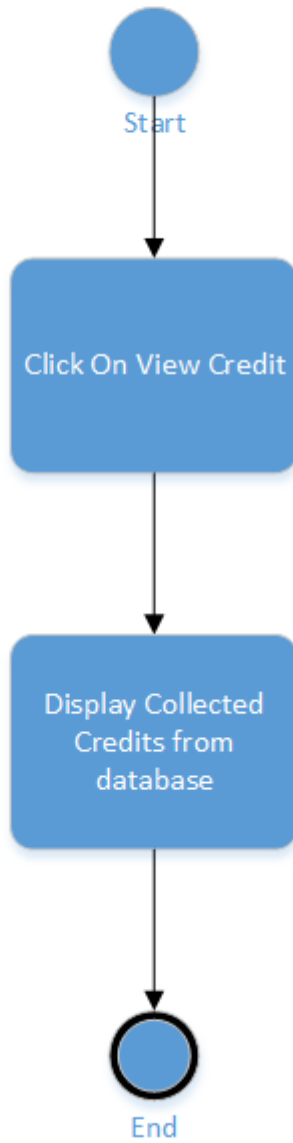 Start
Click On View Credit
Display Collected
Credits from
database
End